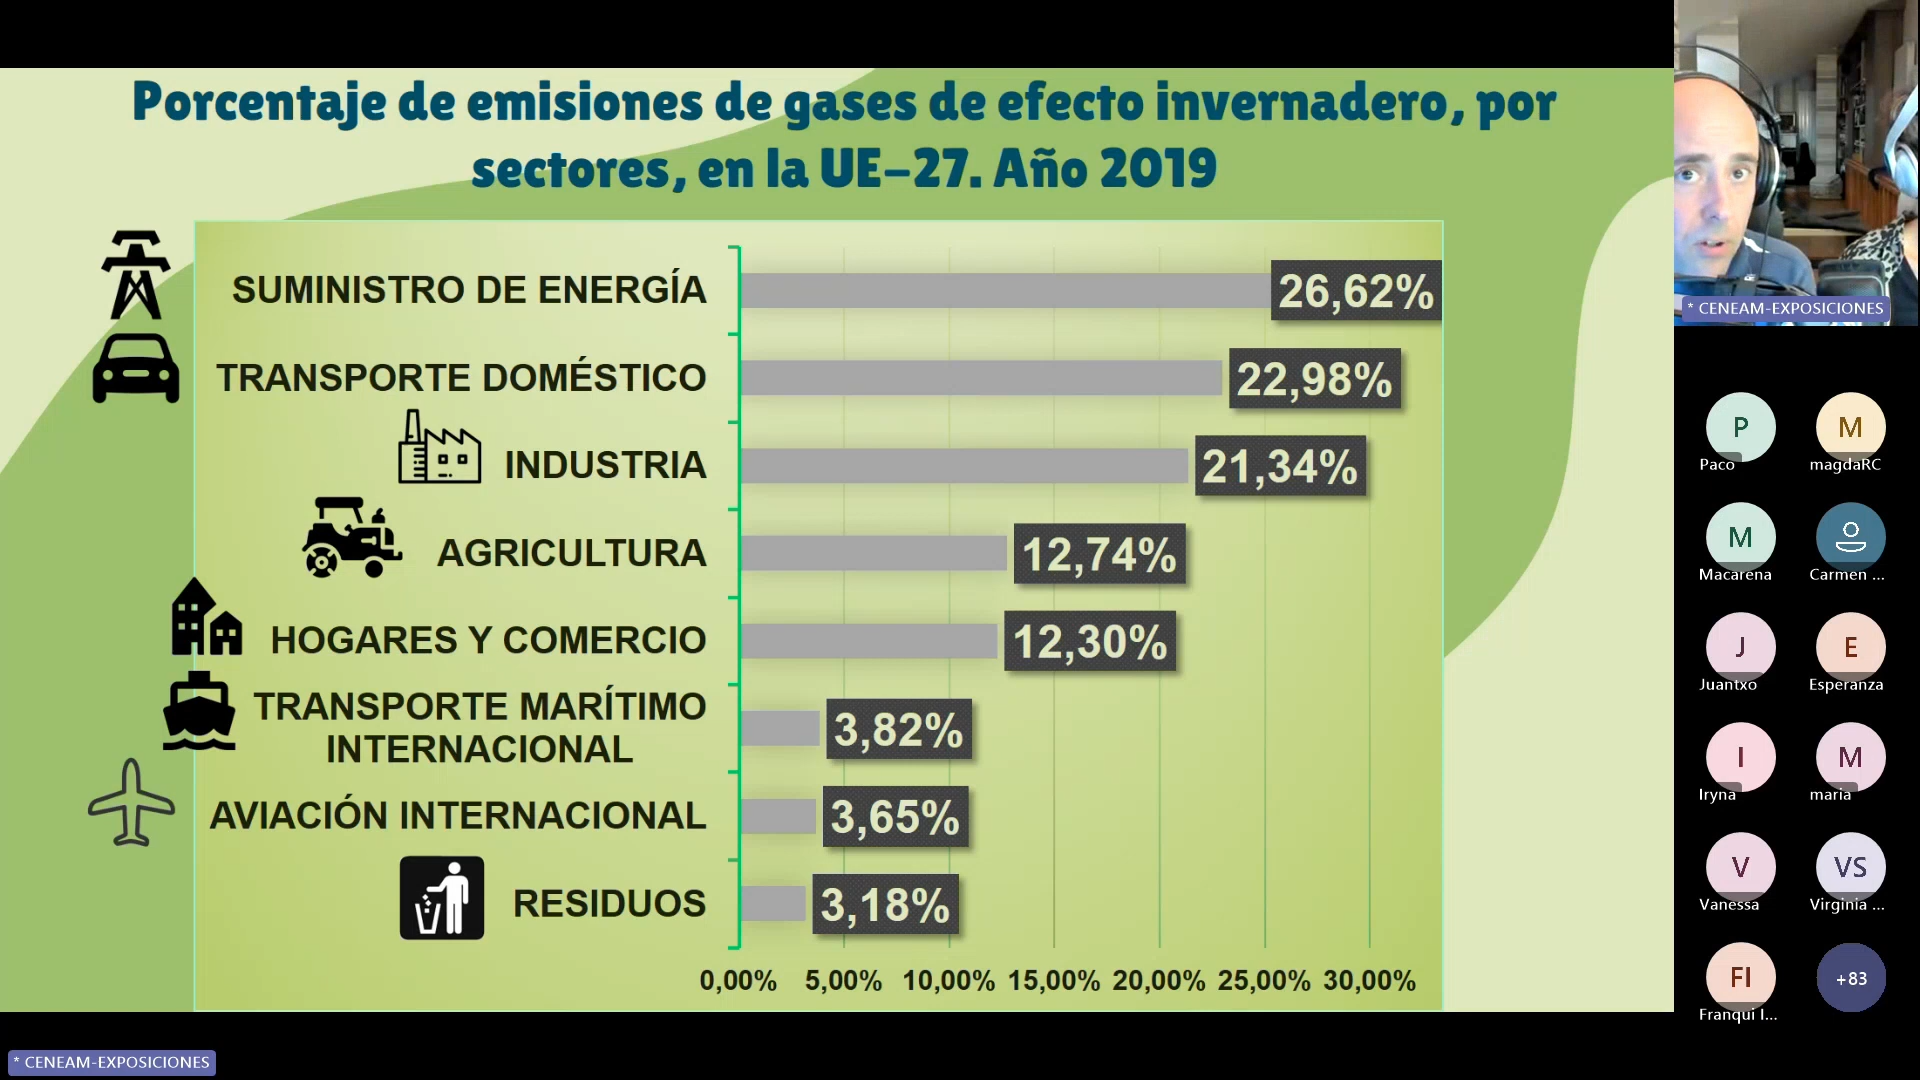 Porcentaje de emisiones de gases de efecto invernadero, por
sectores, en la UE-27. Año 2019
SUMINISTRO DE ENERGÍA
26,62%
TRANSPORTE DOMÉSTICO
22,98%
INDUSTRIA
21,34%
AGRICULTURA
12,74%
HOGARES Y COMERCIO
12,30%
TRANSPORTE MARÍTIMO
INTERNACIONAL
3,82%
AVIACIÓN INTERNACIONAL
3,65%
RESIDUOS
3,18%
0,00% 5,00% 10,00% 15,00% 20,00% 25,00% 30,00%
* CENEAM-EXPOSICIONES
* CENEAM-EXPOSICIONES
P
Paco
M
magdaRC
M
Macarena
Carmen ...
J
Juantxo
E
Esperanza
I
Iryna
M
maria
V
Vanessa
VS
Virginia ...
FI
Franqui I...
+83